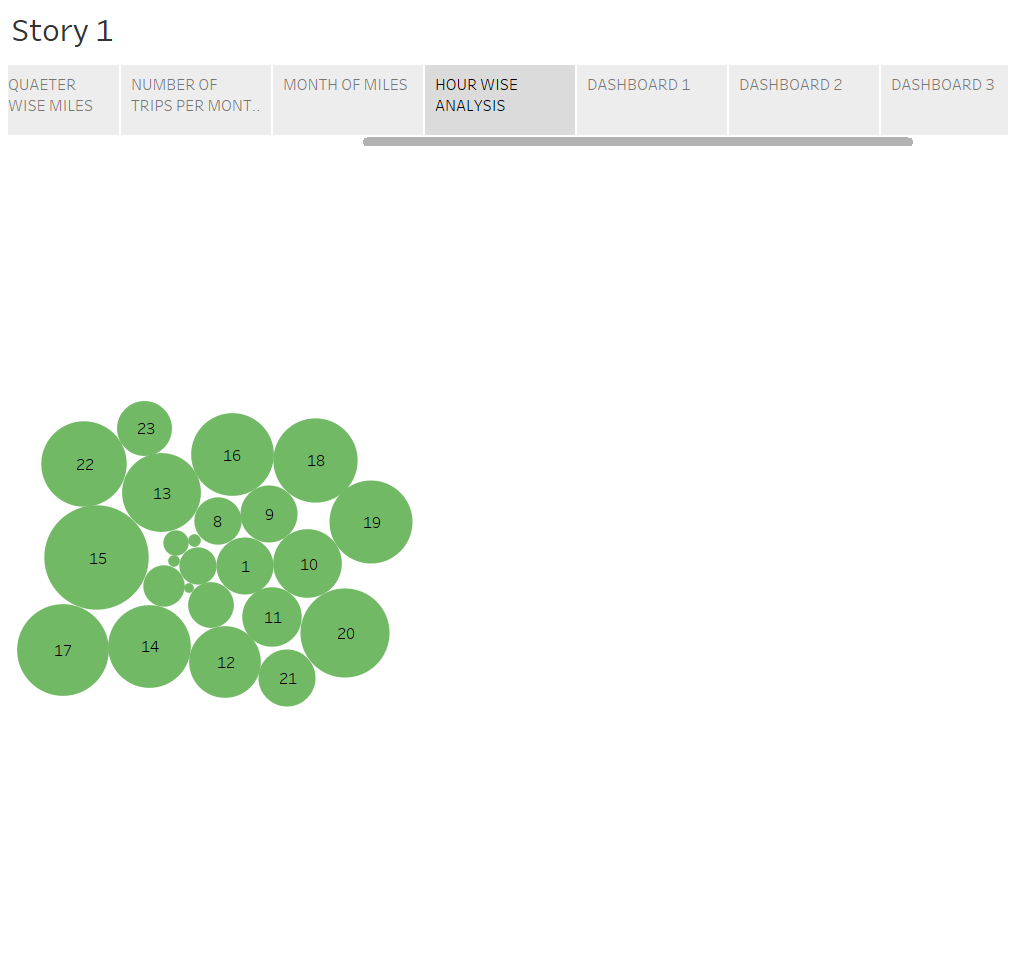 Story 1
QUAETER
WISE MILES
NUMBER OF
TRIPS PER MONT..
MONTH OF MILES
HOUR WISE
ANALYSIS
DASHBOARD 1
DASHBOARD 2
DASHBOARD 3
23
22
16
18
13
9
8
19
15
1
10
11
20
14
17
12
21